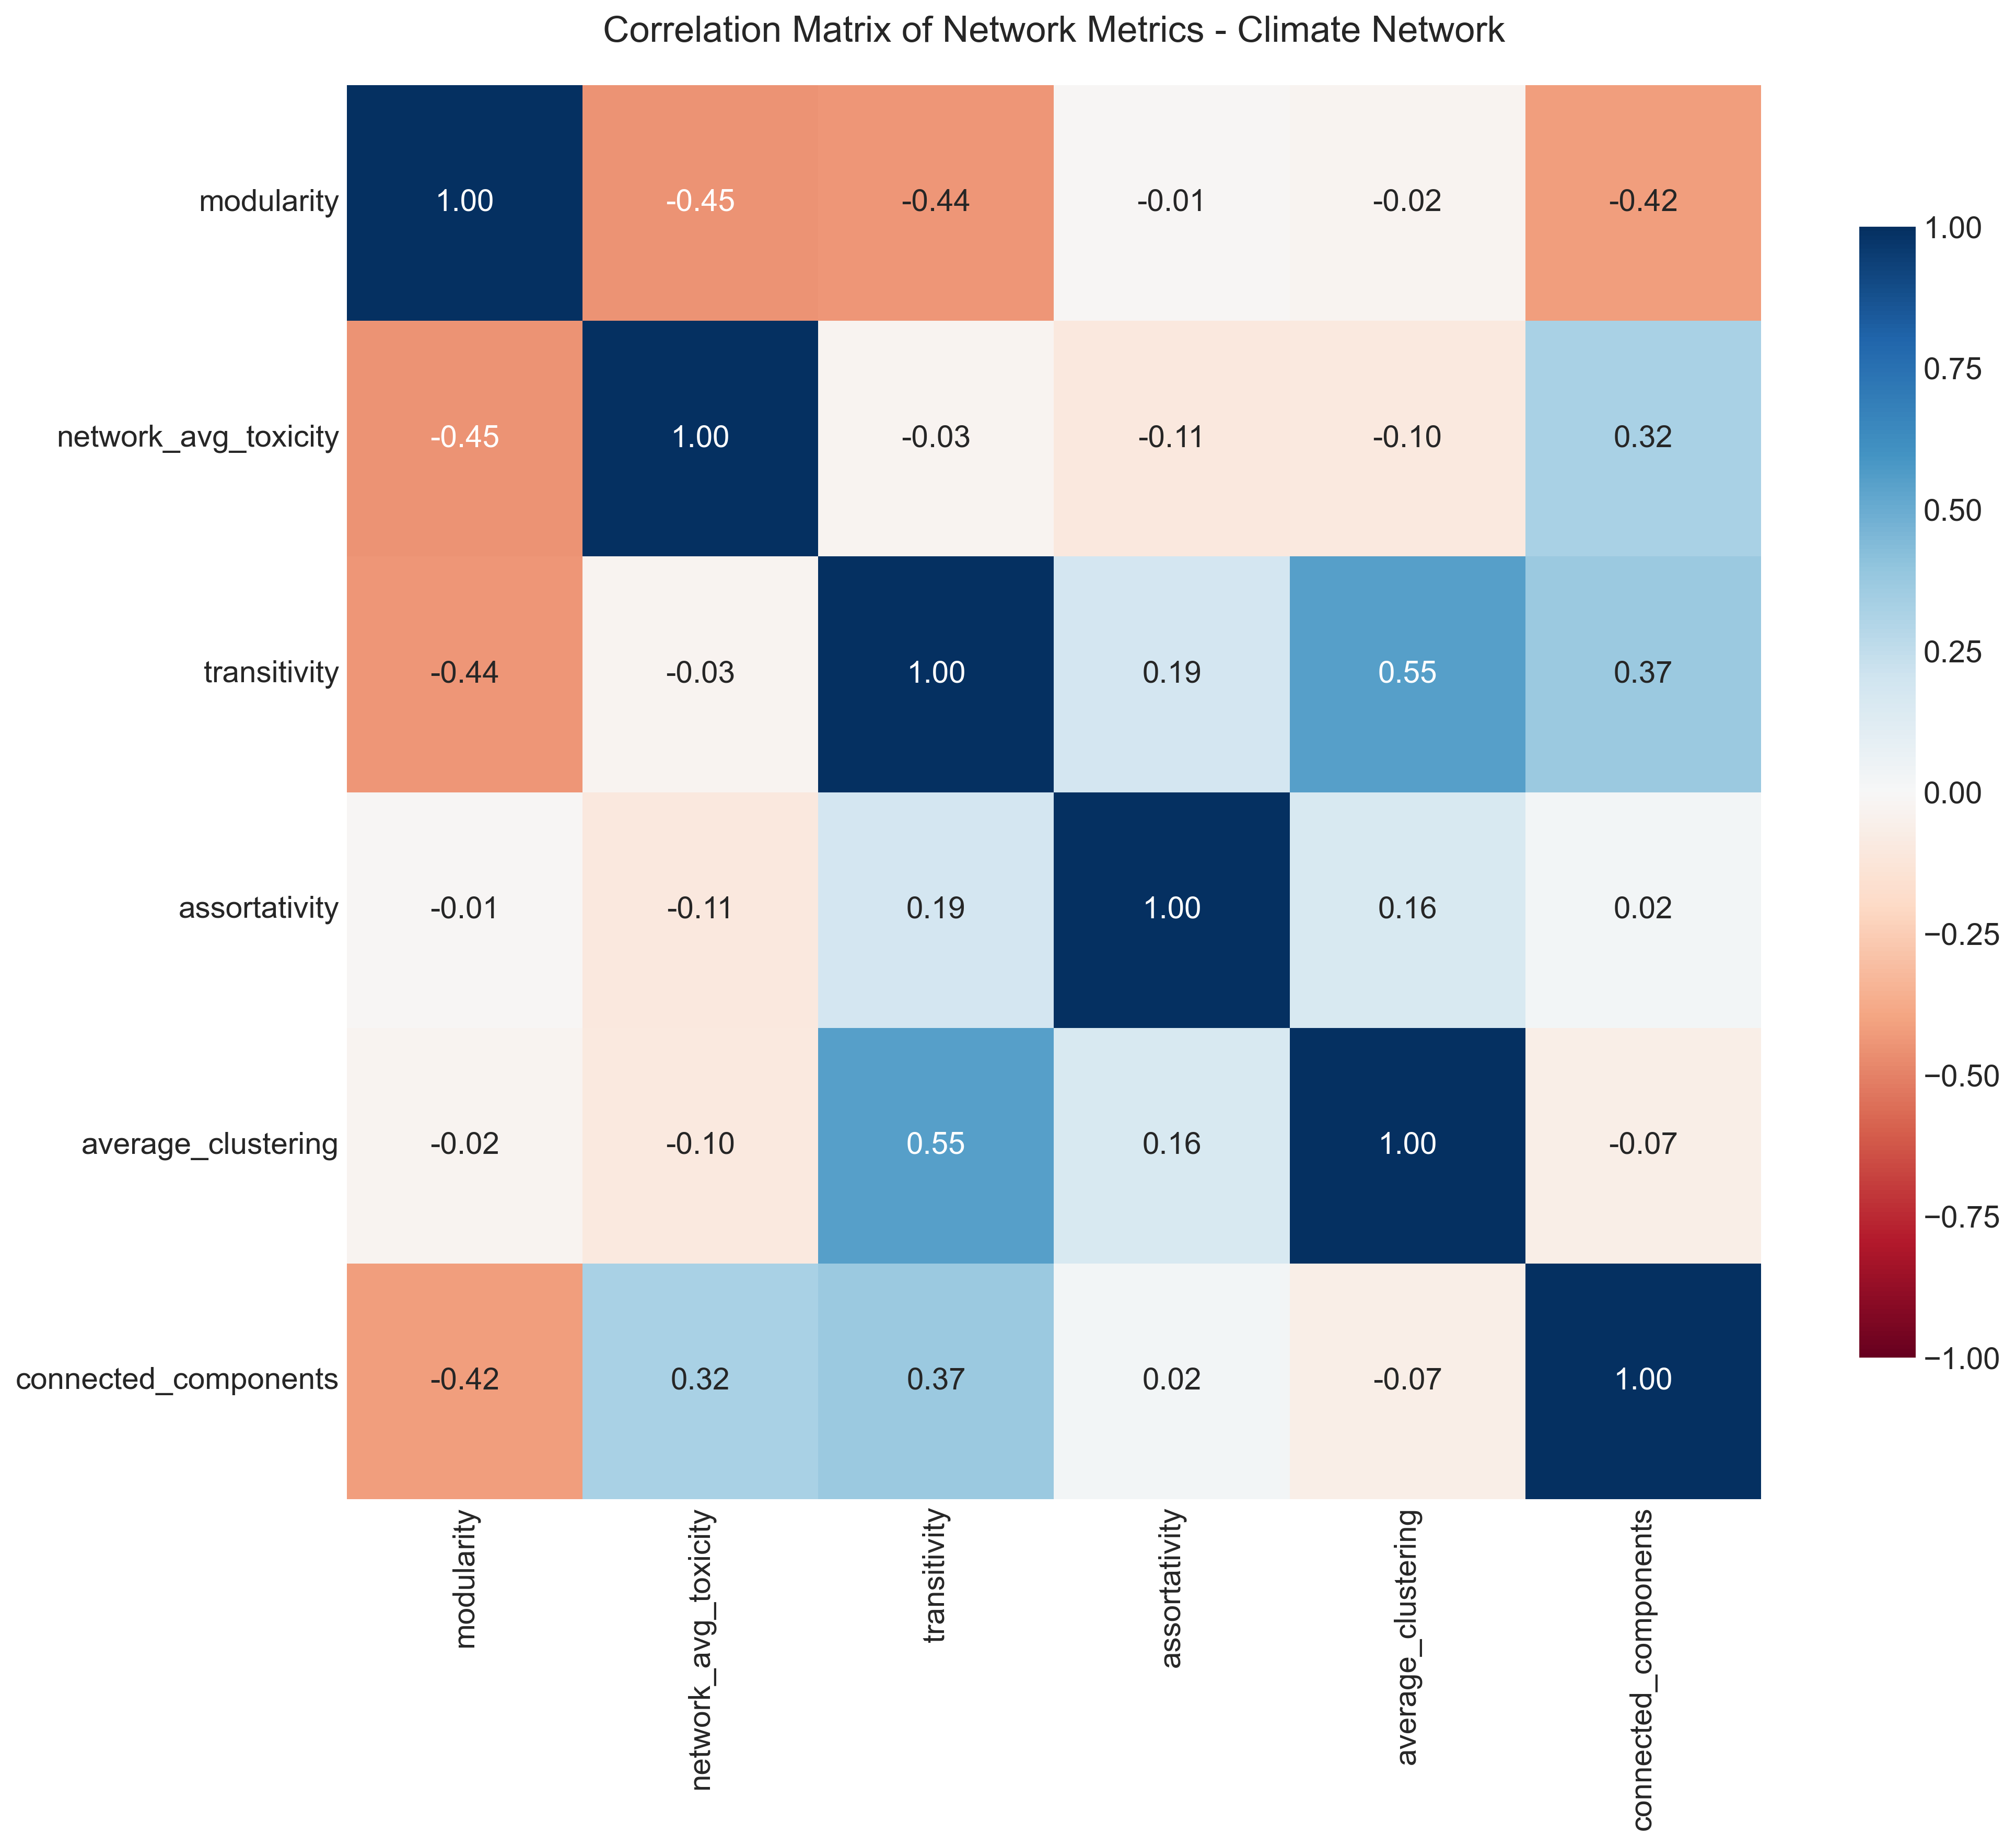 Correlation Matrix of Network Metrics - Climate Network
modularity 1.00 -0.45 -0.44 -0.01 -0.02 -0.42
network_avg_toxicity -0.45 1.00 -0.03 -0.11 -0.10 0.32
transitivity -0.44 -0.03 1.00 0.19 0.55 0.37
assortativity -0.01 -0.11 0.19 1.00 0.16 0.02
average_clustering -0.02 -0.10 0.55 0.16 1.00 -0.07
connected_components -0.42 0.32 0.37 0.02 -0.07 1.00
modularity
network_avg_toxicity
transitivity
assortativity
average_clustering
connected_components
1.00
0.75
0.50
0.25
0.00
−0.25
−0.50
−0.75
−1.00